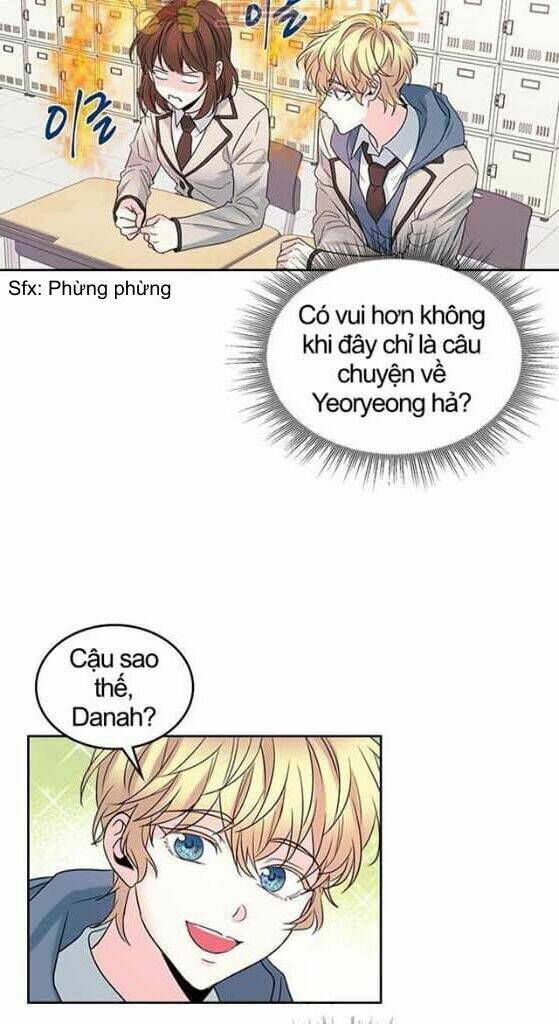 이글
이글
Sfx: Phừng phừng
Có vui hơn không
khi đây chỉ là câu
chuyện về
Yeoryeong hả?
Cậu sao
thế,
Danah?